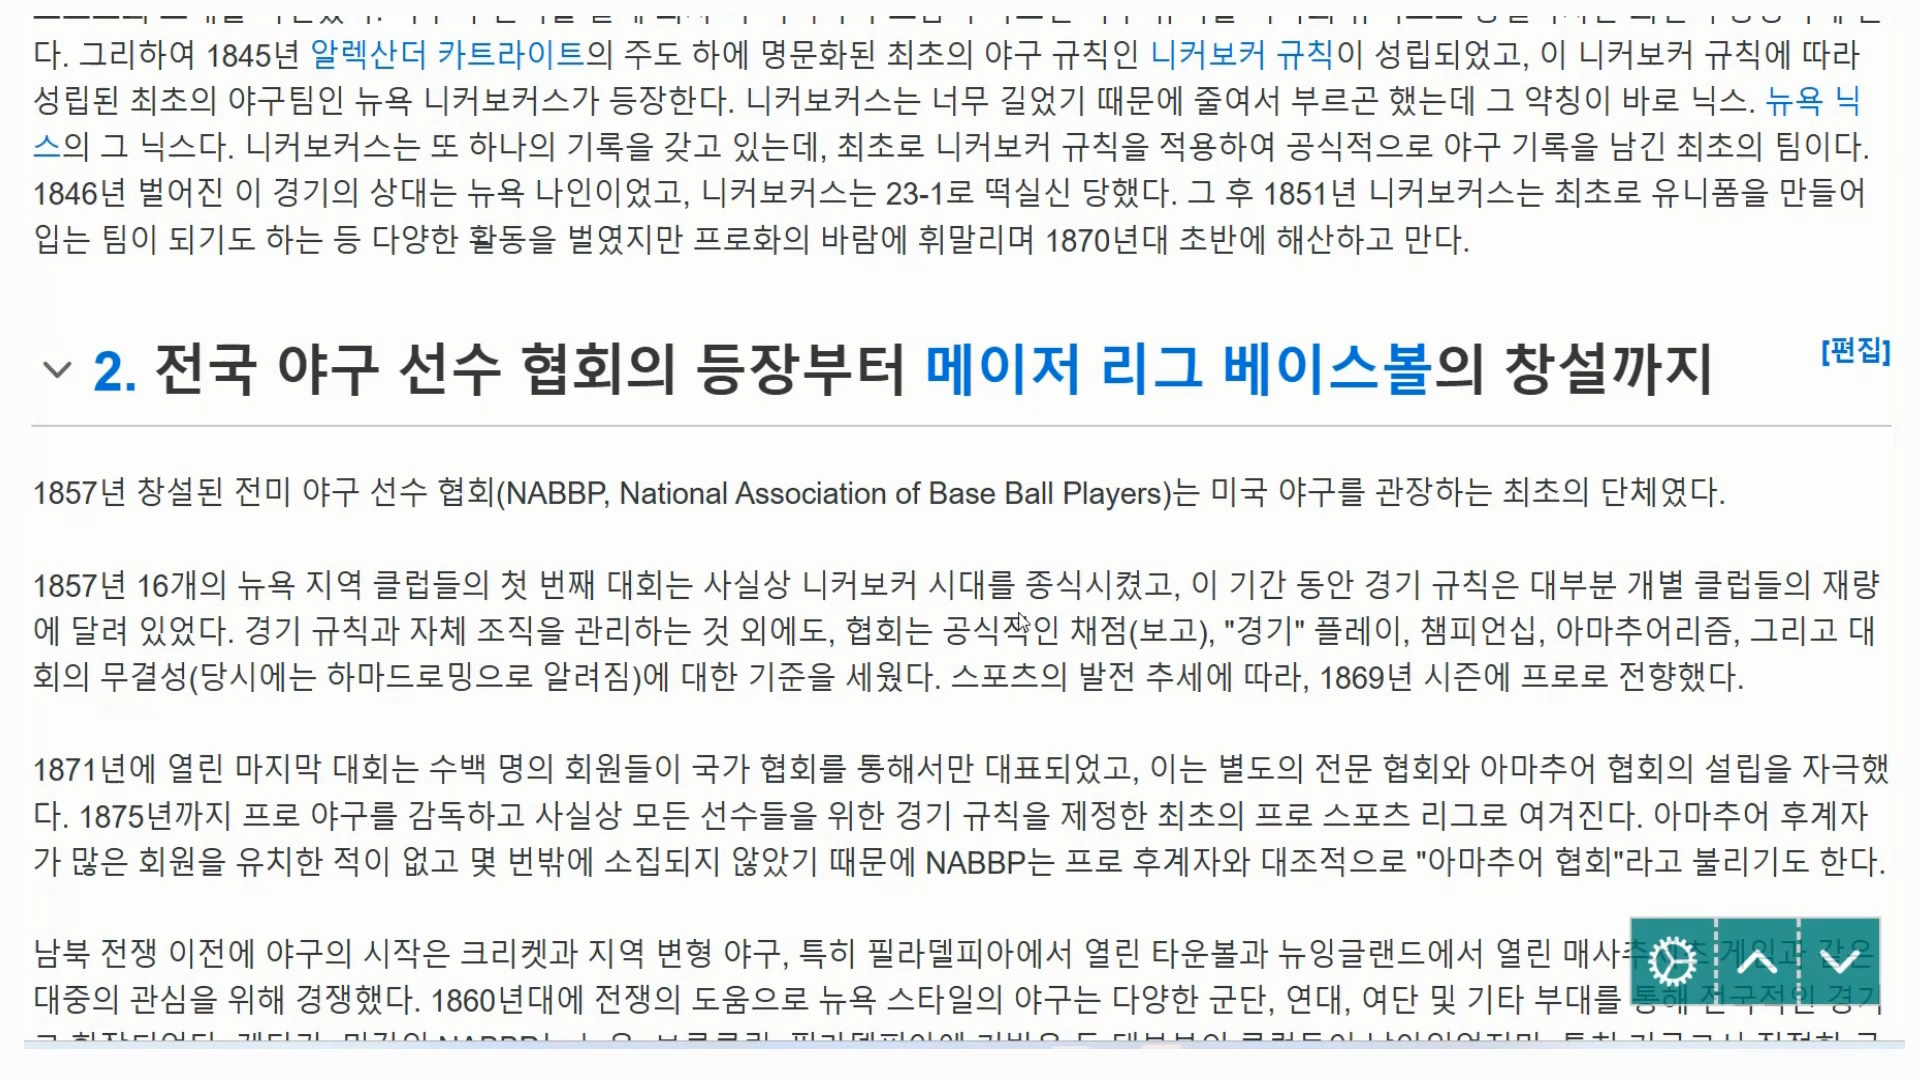 다. 그리하여 1845년 알렉산더 카트라이트의 주도 하에 명문화된 최초의 야구 규칙인 니커보커 규칙이 성립되었고, 이 니커보커 규칙에 따라
성립된 최초의 야구팀인 뉴욕 니커보커스가 등장한다. 니커보커스는 너무 길었기 때문에 줄여서 부르곤 했는데 그 약칭이 바로 닉스. 뉴욕 닉
스의 그 닉스다. 니커보커스는 또 하나의 기록을 갖고 있는데, 최초로 니커보커 규칙을 적용하여 공식적으로 야구 기록을 남긴 최초의 팀이다.
1846년 벌어진 이 경기의 상대는 뉴욕 나인이었고, 니커보커스는 23-1로 떡실신 당했다. 그 후 1851년 니커보커스는 최초로 유니폼을 만들어
입는 팀이 되기도 하는 등 다양한 활동을 벌였지만 프로화의 바람에 휘말리며 1870년대 초반에 해산하고 만다.
2. 전국 야구 선수 협회의 등장부터 메이저 리그 베이스볼의 창설까지 [편집]
1857년 창설된 전미 야구 선수 협회(NABBP, National Association of Base Ball Players)는 미국 야구를 관장하는 최초의 단체였다.
1857년 16개의 뉴욕 지역 클럽들의 첫 번째 대회는 사실상 니커보커 시대를 종식시켰고, 이 기간 동안 경기 규칙은 대부분 개별 클럽들의 재량
에 달려 있었다. 경기 규칙과 자체 조직을 관리하는 것 외에도, 협회는 공식적인 채점(보고), "경기" 플레이, 챔피언십, 아마추어리즘, 그리고 대
회의 무결성(당시에는 하마드로밍으로 알려짐)에 대한 기준을 세웠다. 스포츠의 발전 추세에 따라, 1869년 시즌에 프로로 전향했다.
1871년에 열린 마지막 대회는 수백 명의 회원들이 국가 협회를 통해서만 대표되었고, 이는 별도의 전문 협회와 아마추어 협회의 설립을 자극했
다. 1875년까지 프로 야구를 감독하고 사실상 모든 선수들을 위한 경기 규칙을 제정한 최초의 프로 스포츠 리그로 여겨진다. 아마추어 후계자
가 많은 회원을 유치한 적이 없고 몇 번밖에 소집되지 않았기 때문에 NABBP는 프로 후계자와 대조적으로 "아마추어 협회"라고 불리기도 한다.
남북 전쟁 이전에 야구의 시작은 크리켓과 지역 변형 야구, 특히 필라델피아에서 열린 타운볼과 뉴잉글랜드에서 열린 매사추세츠 게임과 같은
대중의 관심을 위해 경쟁했다. 1860년대에 전쟁의 도움으로 뉴욕 스타일의 야구는 다양한 군단, 연대, 여단 및 기타 부대를 통해 전국적인 경기